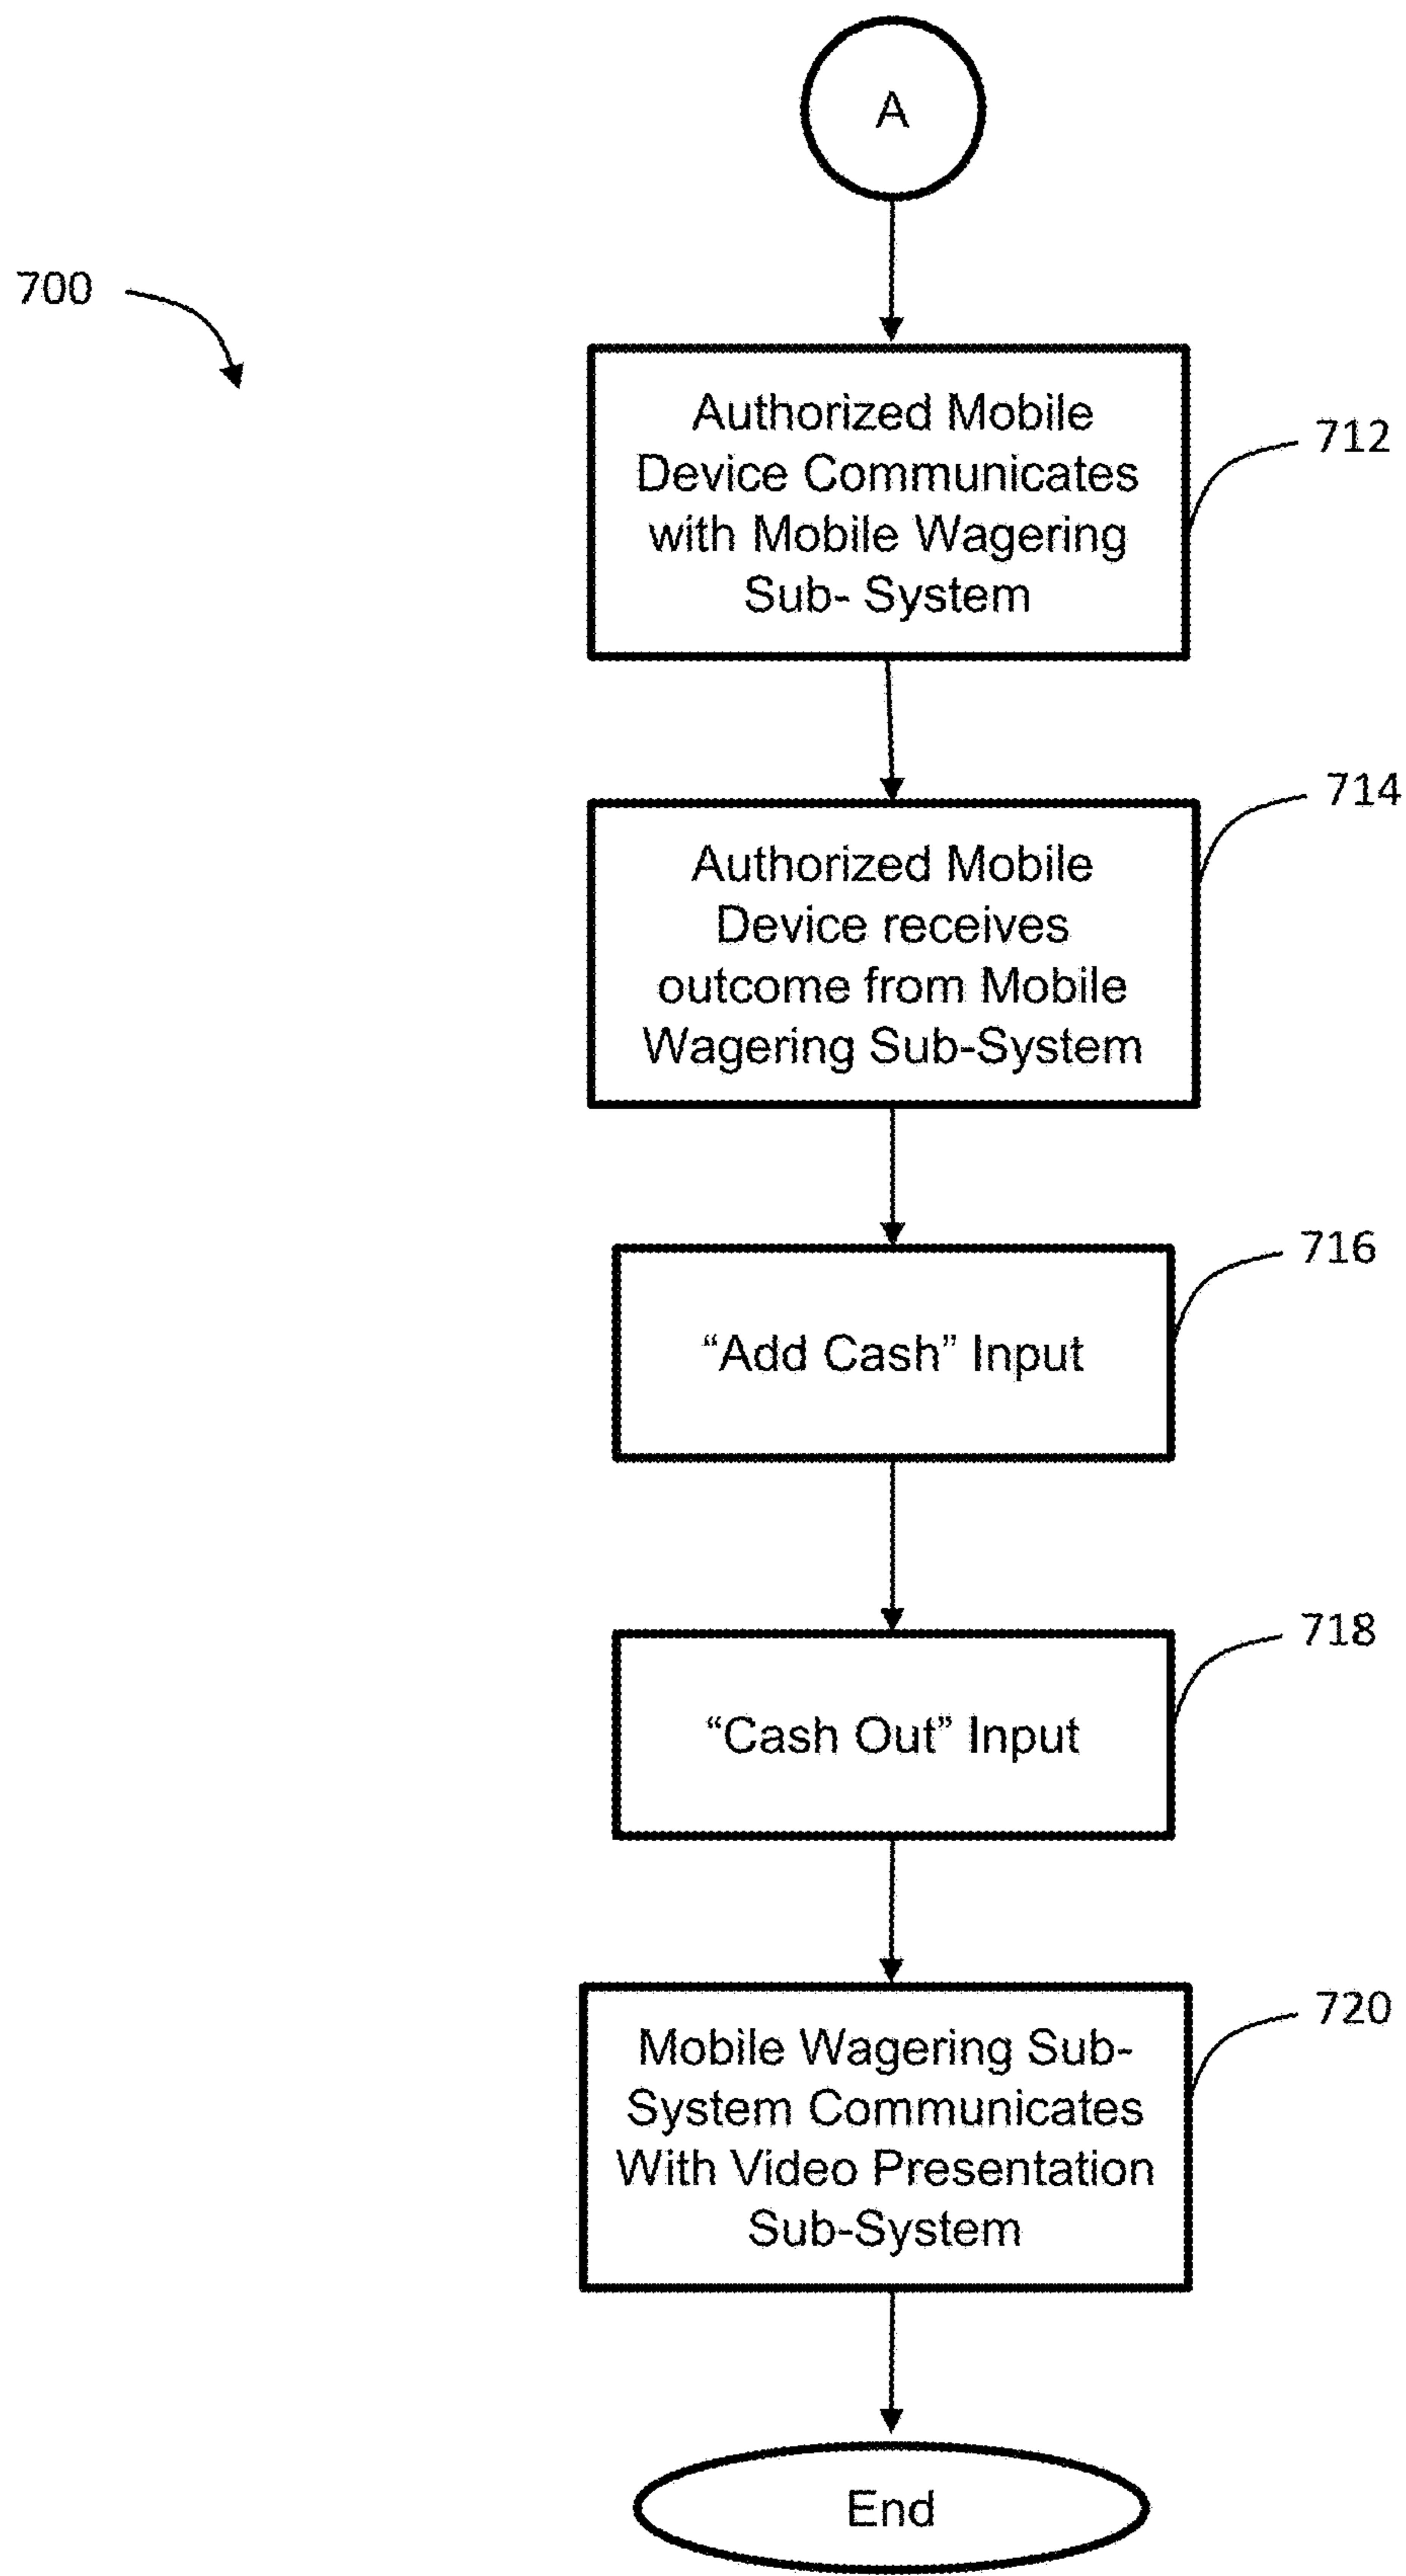 A
700
Authorized Mobile
Device Communicates
with Mobile Wagering
Sub- System
712
714
Authorized Mobile
Device receives
outcome from Mobile
Wagering Sub-System
716
“Add Cash” Input
718
“Cash Out” Input
720
Mobile Wagering Sub-
System Communicates
With Video Presentation
Sub-System
End